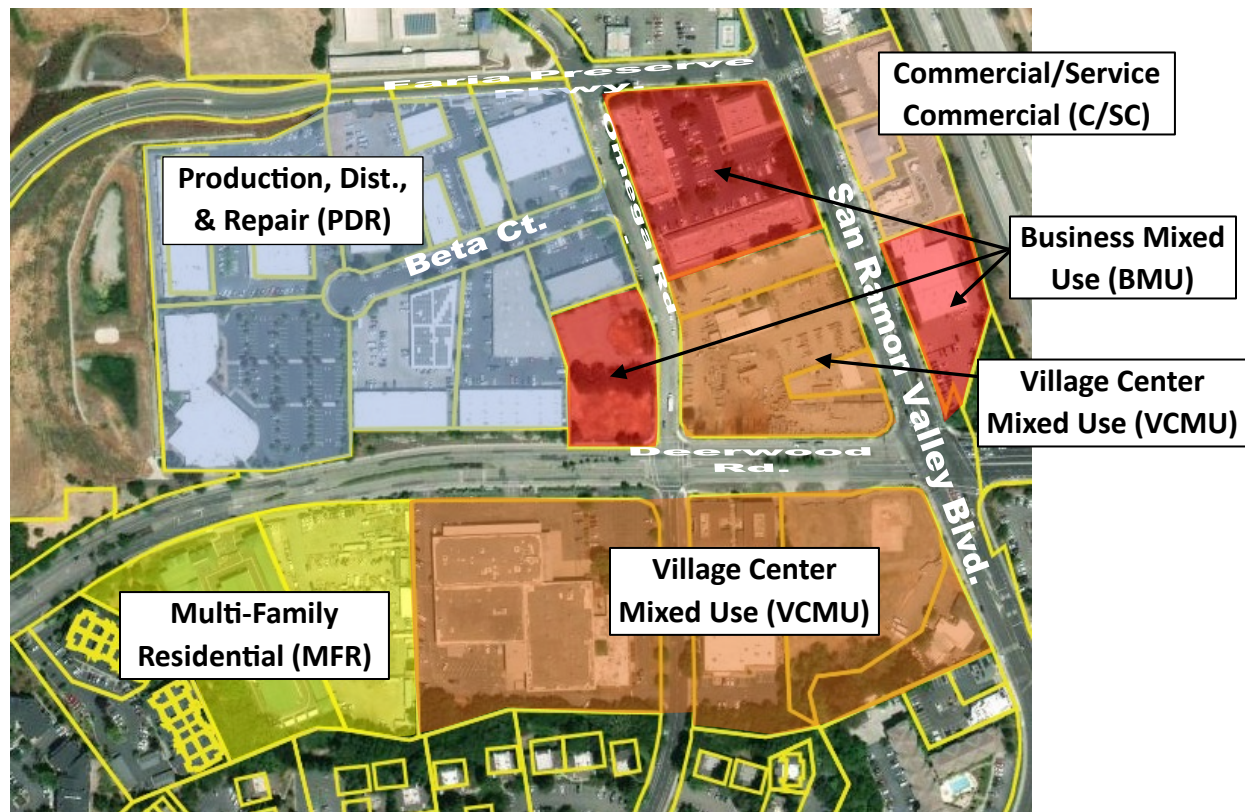 Faria Preserve
Pkwy.
Commercial/Service
Commercial (C/SC)
Production, Dist.,
& Repair (PDR)
Omega
Rd.
San Ramon Valley Blvd.
Beta Ct.
Business Mixed
Use (BMU)
Village Center
Mixed Use (VCMU)
Deerwood
Rd.
Multi-Family
Residential (MFR)
Village Center
Mixed Use (VCMU)